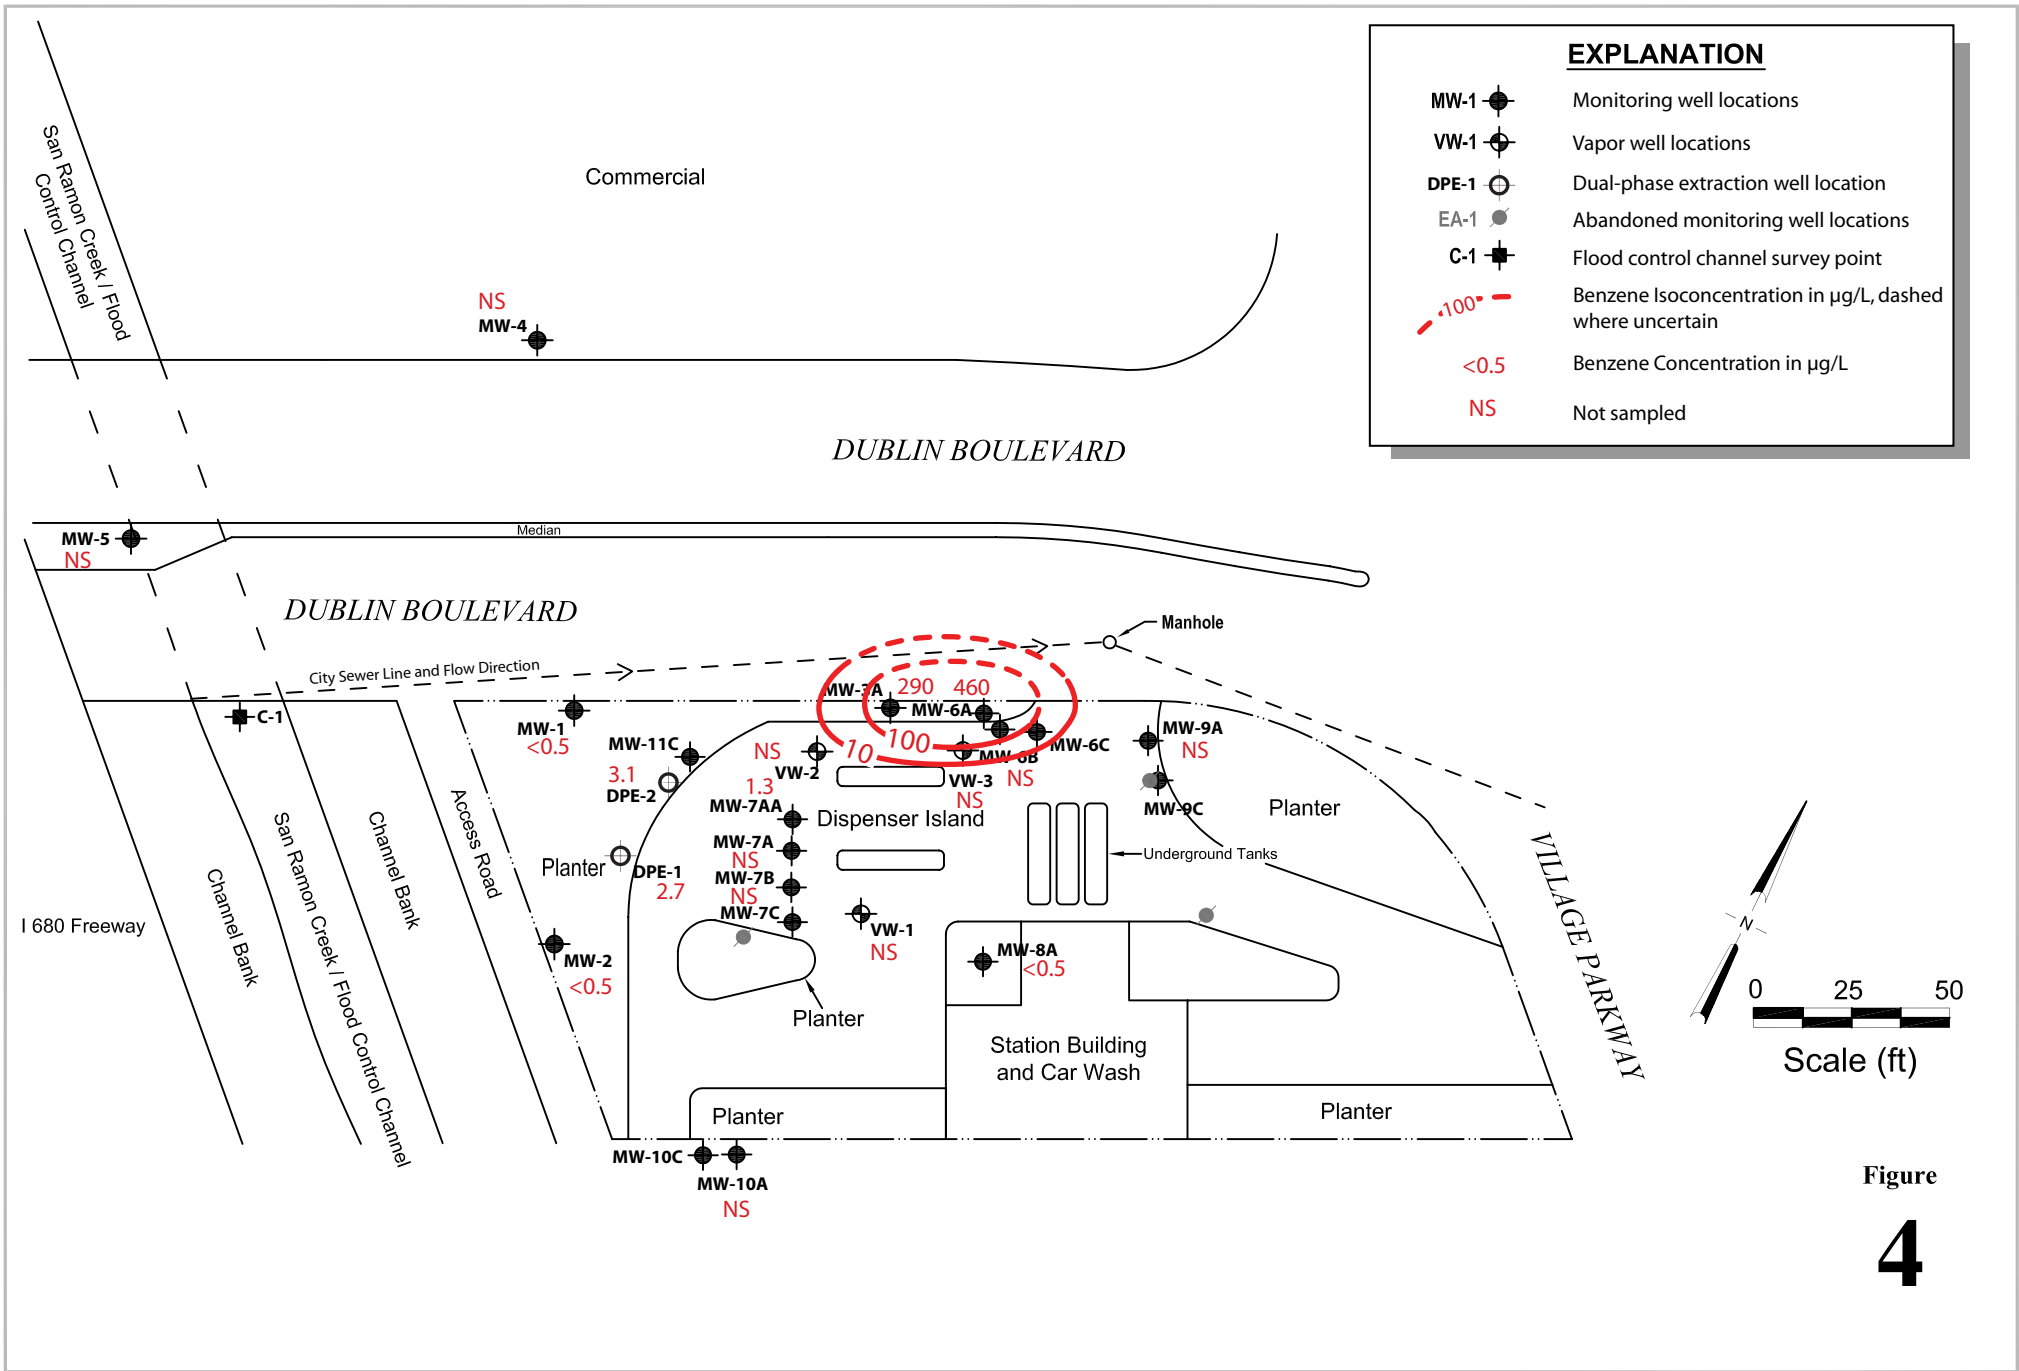 EXPLANATION
MW-1 Monitoring well locations
VW-1 Vapor well locations
DPE-1 Dual-phase extraction well location
EA-1 Abandoned monitoring well locations
C-1 Flood control channel survey point
100 Benzene Isoconcentration in µg/L, dashed
where uncertain
<0.5 Benzene Concentration in µg/L
NS Not sampled
San Ramon Creek / Flood
Control Channel
Commercial
NS
MW-4
DUBLIN BOULEVARD
Median
MW-5
NS
DUBLIN BOULEVARD
Manhole
City Sewer Line and Flow Direction
C-1
MW-1
<0.5
MW-3A
290
460
MW-6A
MW-6B
NS
MW-6C
10
100
MW-9A
NS
MW-9C
MW-11C
3.1
DPE-2
NS
VW-2
VW-3
NS
1.3
MW-7AA
Dispenser Island
MW-7A
NS
MW-7B
NS
MW-7C
Planter
DPE-1
2.7
VW-1
NS
Underground Tanks
Planter
MW-2
<0.5
MW-8A
<0.5
Planter
Station Building
and Car Wash
Planter
Planter
MW-10C
MW-10A
NS
I 680 Freeway
Channel Bank
San Ramon Creek / Flood Control Channel
Channel Bank
Access Road
VILLAGE PARKWAY
N
0 25 50
Scale (ft)
Figure
4